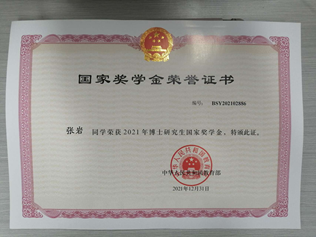 国家奖学金荣誉证书
编号: BSY202102886
张岩 同学荣获2021年博士研究生国家奖学金，特颁此证。
中华人民共和国教育部
2021年12月31日